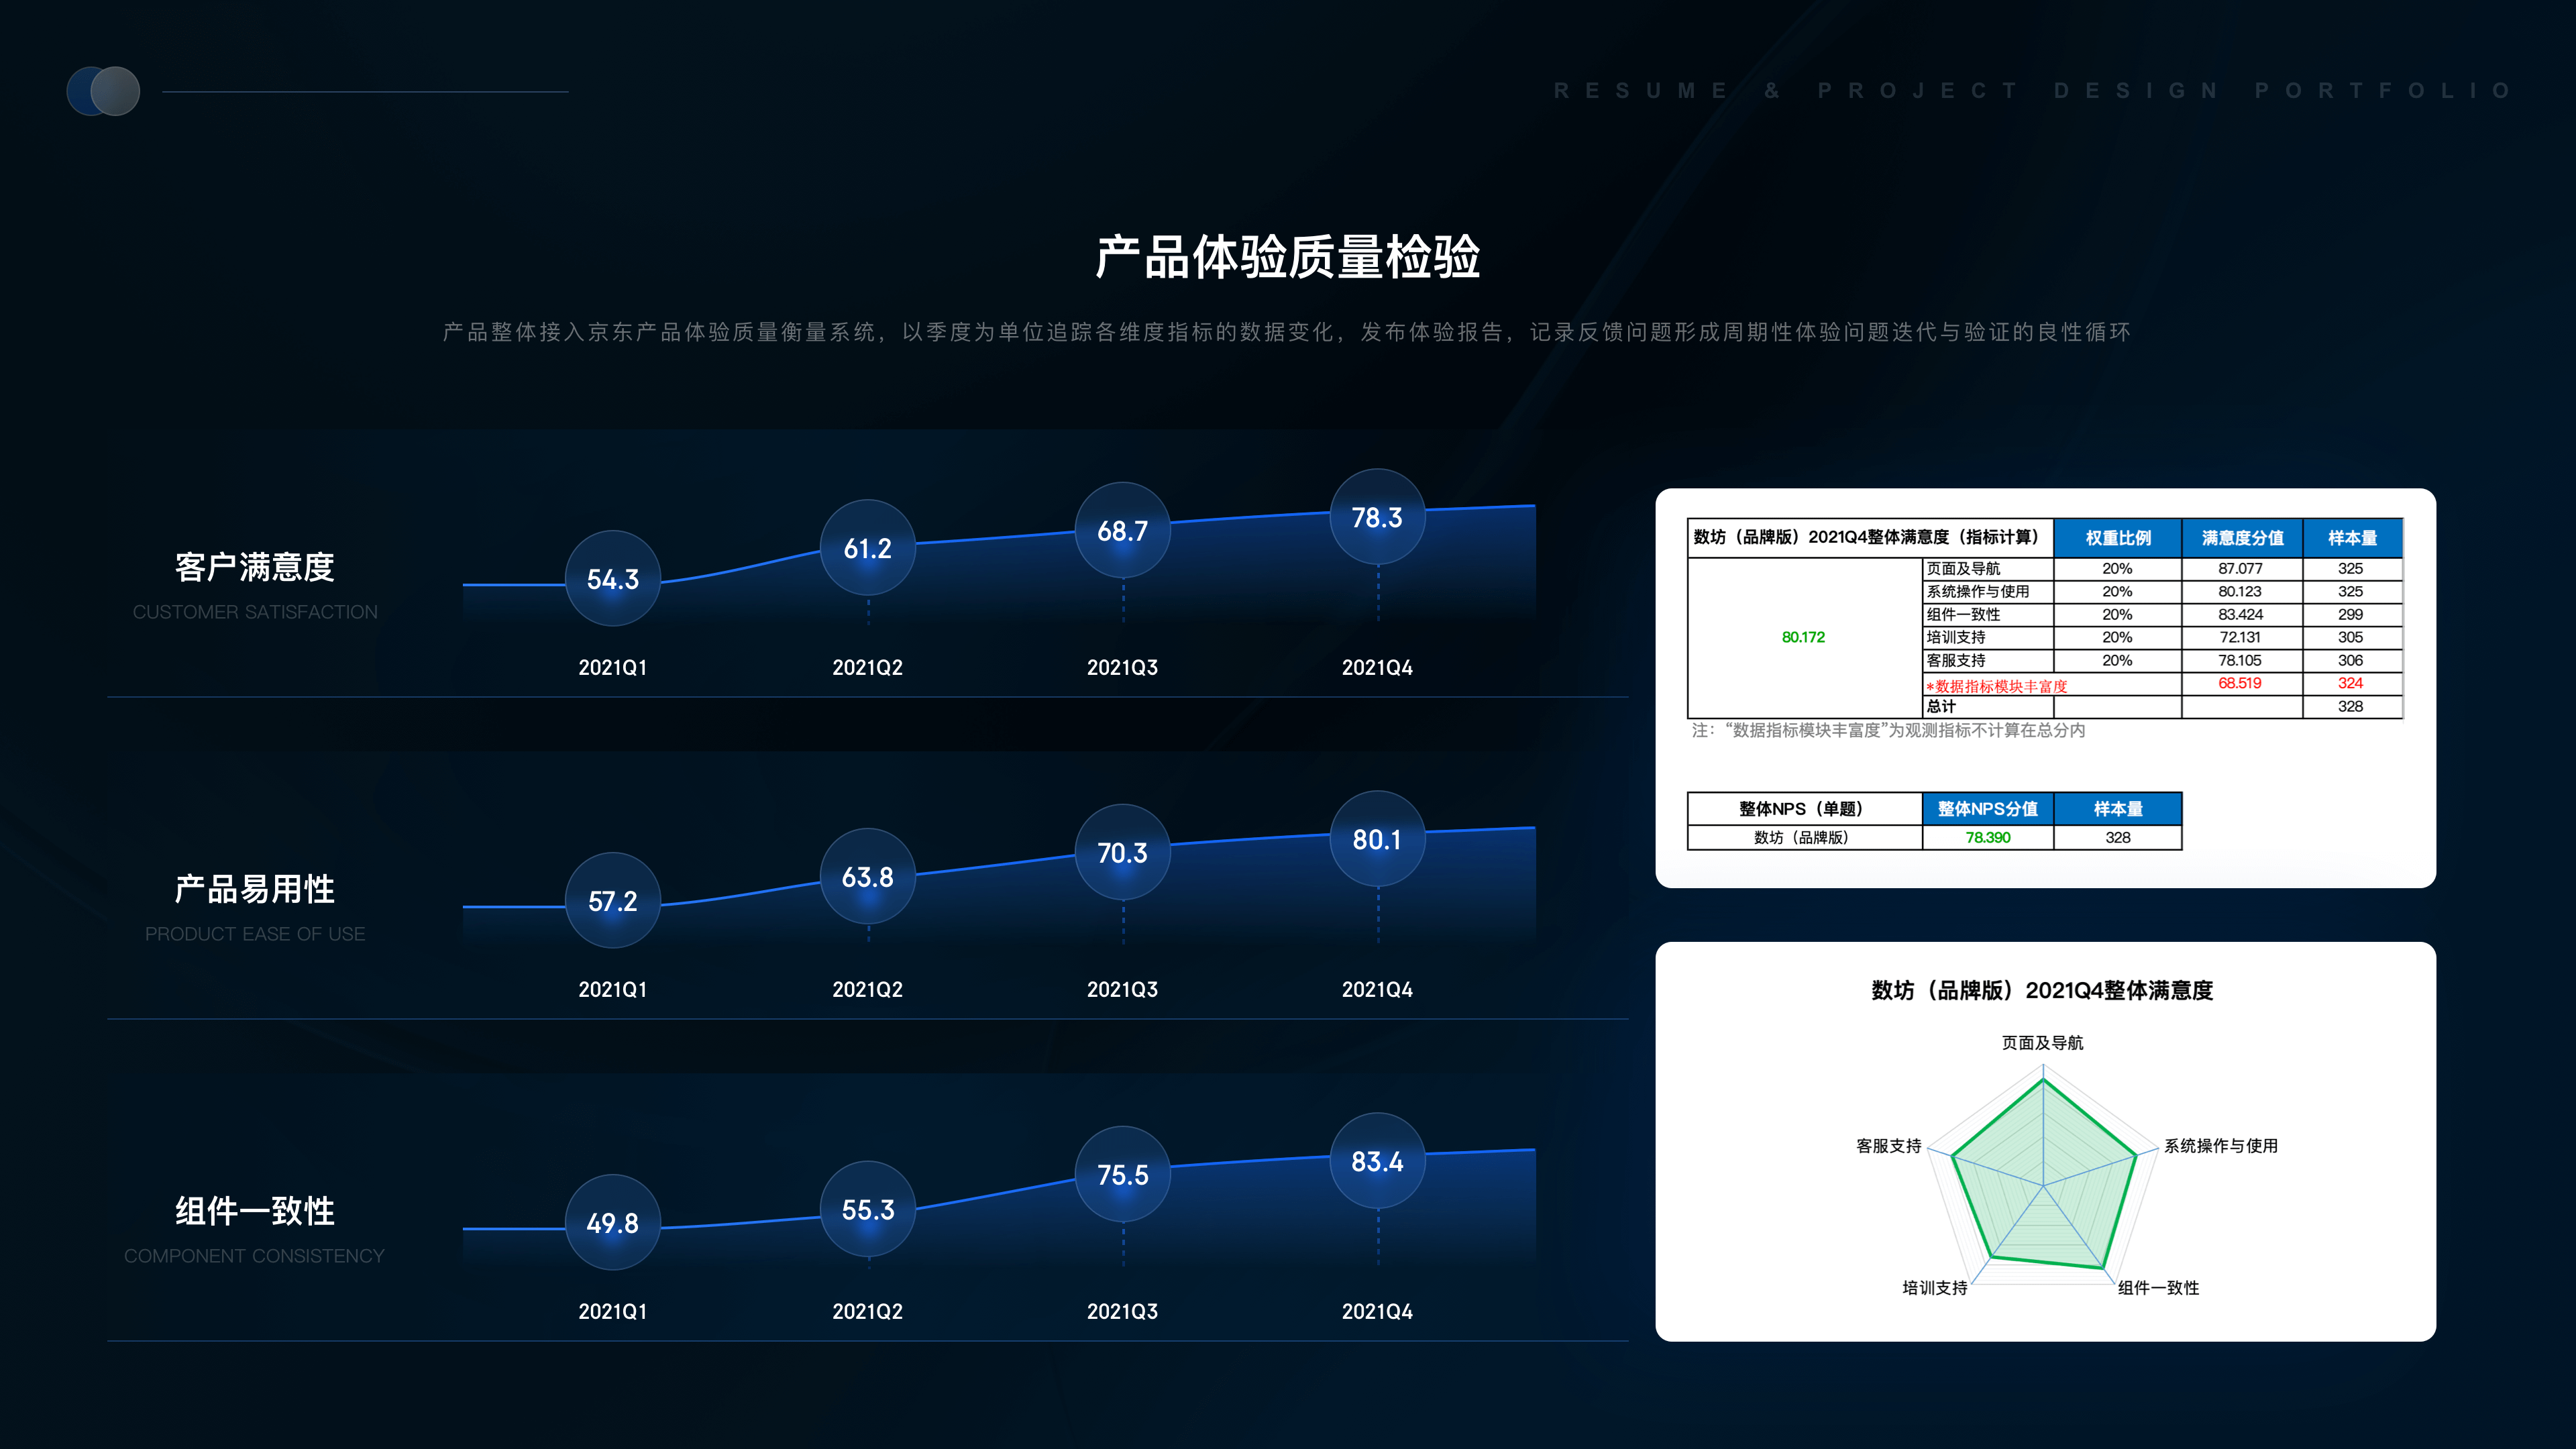 RESUME & PROJECT DESIGN PORTFOLIO
产品体验质量检验
产品整体接入京东产品体验质量衡量系统，以季度为单位追踪各维度指标的数据变化，发布体验报告，记录反馈问题形成周期性体验问题迭代与验证的良性循环
客户满意度
CUSTOMER SATISFACTION
54.3 61.2 68.7 78.3
2021Q1 2021Q2 2021Q3 2021Q4
产品易用性
PRODUCT EASE OF USE
57.2 63.8 70.3 80.1
2021Q1 2021Q2 2021Q3 2021Q4
组件一致性
COMPONENT CONSISTENCY
49.8 55.3 75.5 83.4
2021Q1 2021Q2 2021Q3 2021Q4
数坊（品牌版）2021Q4整体满意度（指标计算） 权重比例 满意度分值 样本量
80.172
页面及导航 20% 87.077 325
系统操作与使用 20% 80.123 325
组件一致性 20% 83.424 299
培训支持 20% 72.131 305
客服支持 20% 78.105 306
*数据指标模块丰富度 68.519 324
总计 328
注：“数据指标模块丰富度”为观测指标不计算在总分内
整体NPS（单题） 整体NPS分值 样本量
数坊（品牌版） 78.390 328
数坊（品牌版）2021Q4整体满意度
页面及导航
客服支持 系统操作与使用
培训支持 组件一致性